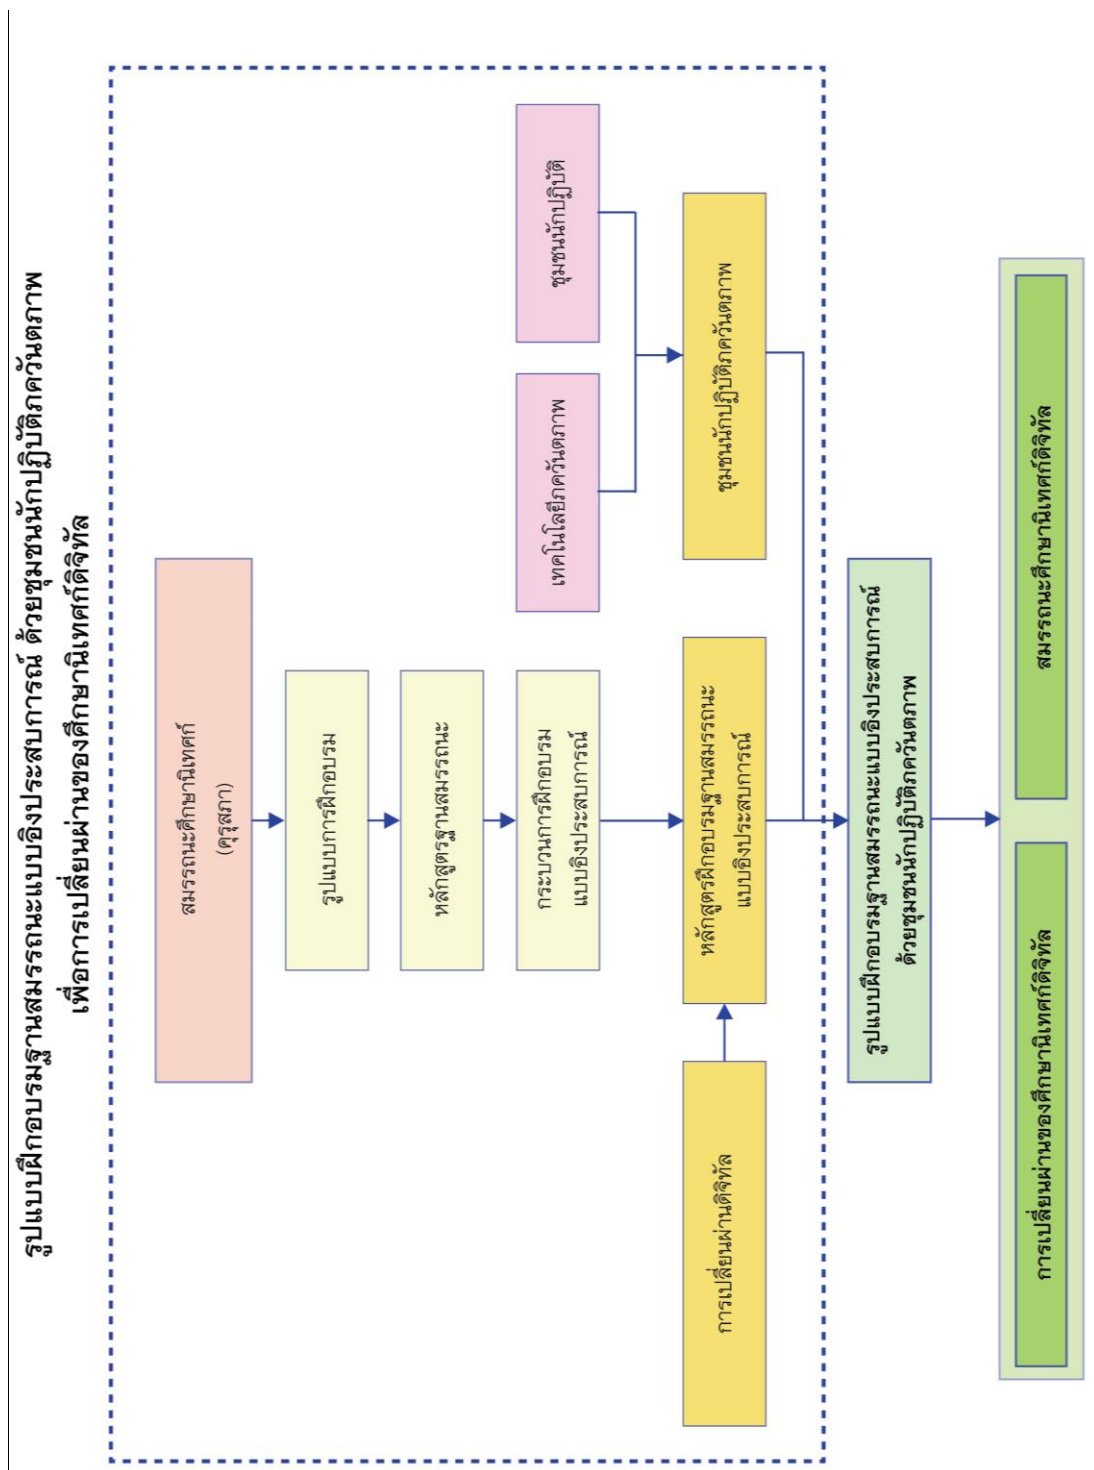 รูปแบบฝึกอบรมฐานสมรรถนะแบบอิงประสบการณ์ ด้วยชุมชนนักปฏิบัติภควันตภาพ
เพื่อการเปลี่ยนผ่านของศึกษานิเทศก์ดิจิทัล
สมรรถนะศึกษานิเทศก์
(คุรุสภา)
รูปแบบการฝึกอบรม
หลักสูตรฐานสมรรถนะ
กระบวนการฝึกอบรม
แบบอิงประสบการณ์
เทคโนโลยีภควันตภาพ
ชุมชนนักปฏิบัติ
การเปลี่ยนผ่านดิจิทัล
หลักสูตรฝึกอบรมฐานสมรรถนะ
แบบอิงประสบการณ์
ชุมชนนักปฏิบัติภควันตภาพ
รูปแบบฝึกอบรมฐานสมรรถนะแบบอิงประสบการณ์
ด้วยชุมชนนักปฏิบัติภควันตภาพ
การเปลี่ยนผ่านของศึกษานิเทศก์ดิจิทัล
สมรรถนะศึกษานิเทศก์ดิจิทัล